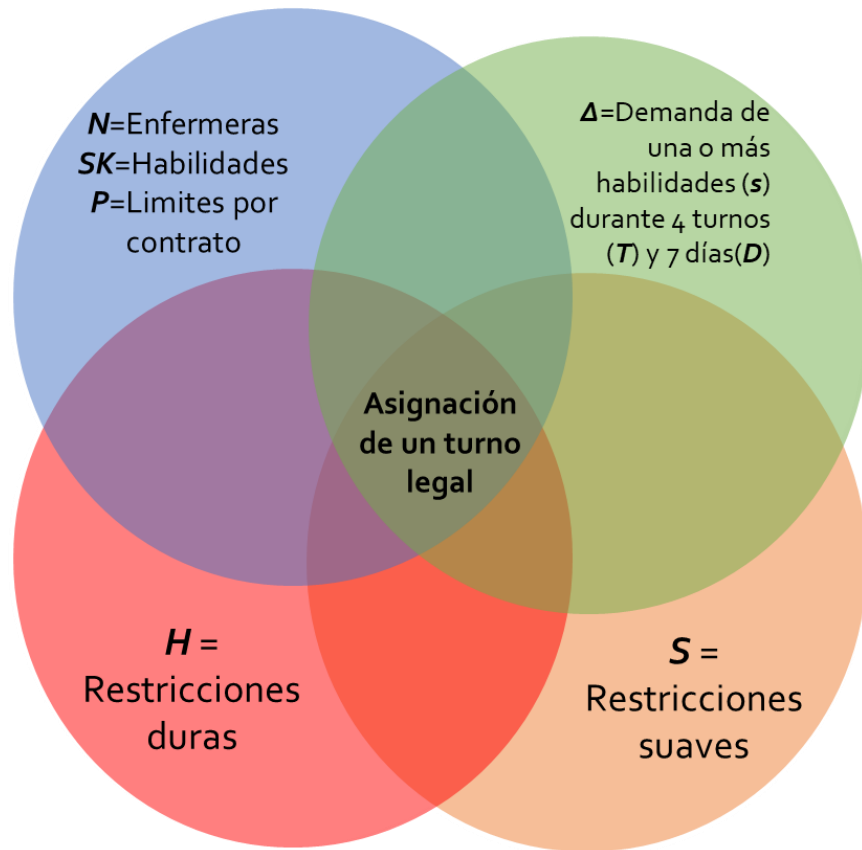 N=Enfermeras
SK=Habilidades
P=Limites por
contrato
Δ=Demanda de
una o más
habilidades (s)
durante 4 turnos
(T) y 7 días(D)
Asignación
de un turno
legal
H =
Restricciones
duras
S =
Restricciones
suaves